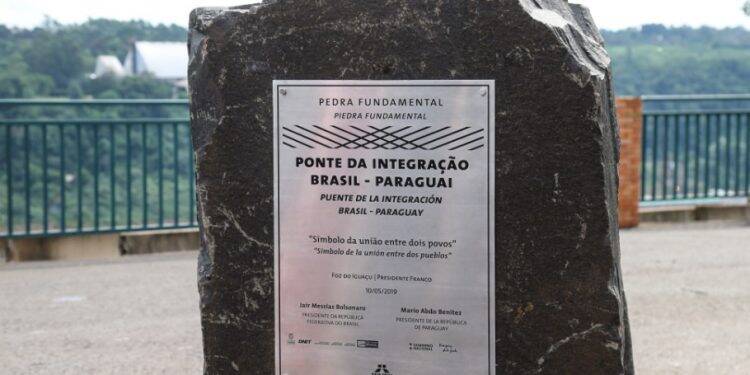 PEDRA FUNDAMENTAL
PIEDRA FUNDAMENTAL
PONTE DA INTEGRAÇÃO
BRASIL - PARAGUAI
PUENTE DE LA INTEGRACIÓN
BRASIL - PARAGUAY
"Símbolo da união entre dois povos"
"Símbolo de la unión entre dos pueblos"
FOZ DO IGUAÇU | PRESIDENTE FRANCO
10/05/2019
Jair Messias Bolsonaro
PRESIDENTE DA REPÚBLICA
FEDERATIVA DO BRASIL
Mario Abdo Benítez
PRESIDENTE DE LA REPÚBLICA
DE PARAGUAY
DNIT